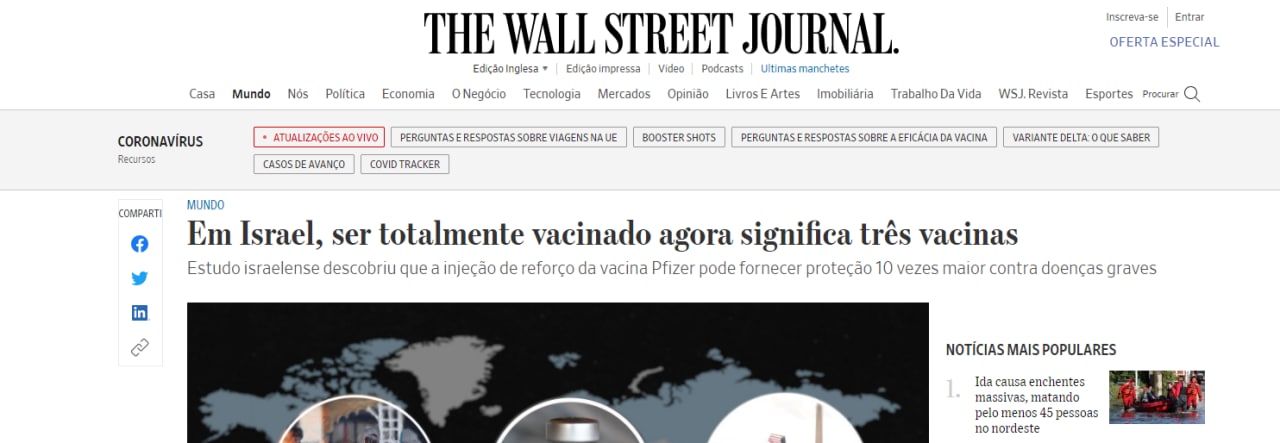 THE WALL STREET JOURNAL.
Inscreva-se
Entrar
OFERTA ESPECIAL
Edição Inglesa
Edição impressa
Vídeo
Podcasts
Ultimas manchetes
Casa Mundo Nós Política Economia O Negócio Tecnologia Mercados Opinião Livros E Artes Imobiliária Trabalho Da Vida WSJ. Revista Esportes Procurar
CORONAVÍRUS
Recursos
ATUALIZAÇÕES AO VIVO
PERGUNTAS E RESPOSTAS SOBRE VIAGENS NA UE
BOOSTER SHOTS
PERGUNTAS E RESPOSTAS SOBRE A EFICÁCIA DA VACINA
VARIANTE DELTA: O QUE SABER
CASOS DE AVANÇO
COVID TRACKER
COMPARTI
MUNDO
Em Israel, ser totalmente vacinado agora significa três vacinas
Estudo israelense descobriu que a injeção de reforço da vacina Pfizer pode fornecer proteção 10 vezes maior contra doenças graves
NOTÍCIAS MAIS POPULARES
1.
Ida causa enchentes
massivas, matando
pelo menos 45 pessoas
no nordeste